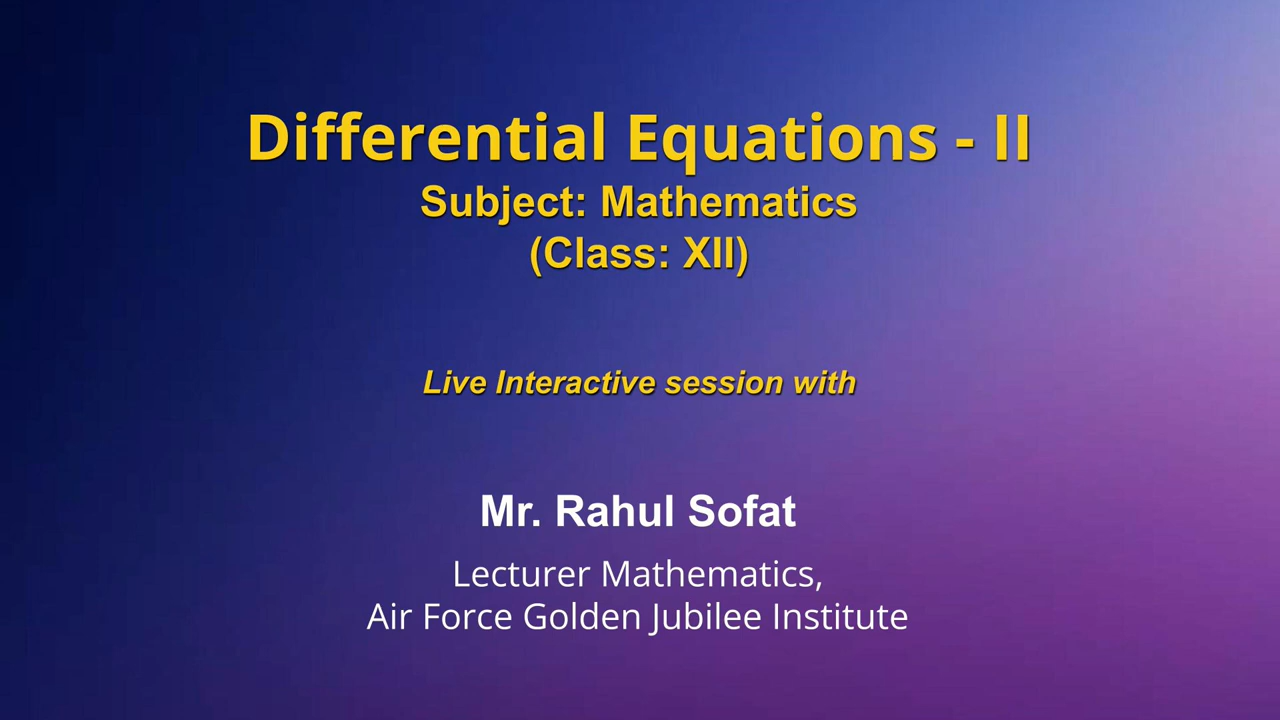 Differential Equations - II
Subject: Mathematics
(Class: XII)
Live Interactive session with
Mr. Rahul Sofat
Lecturer Mathematics,
Air Force Golden Jubilee Institute